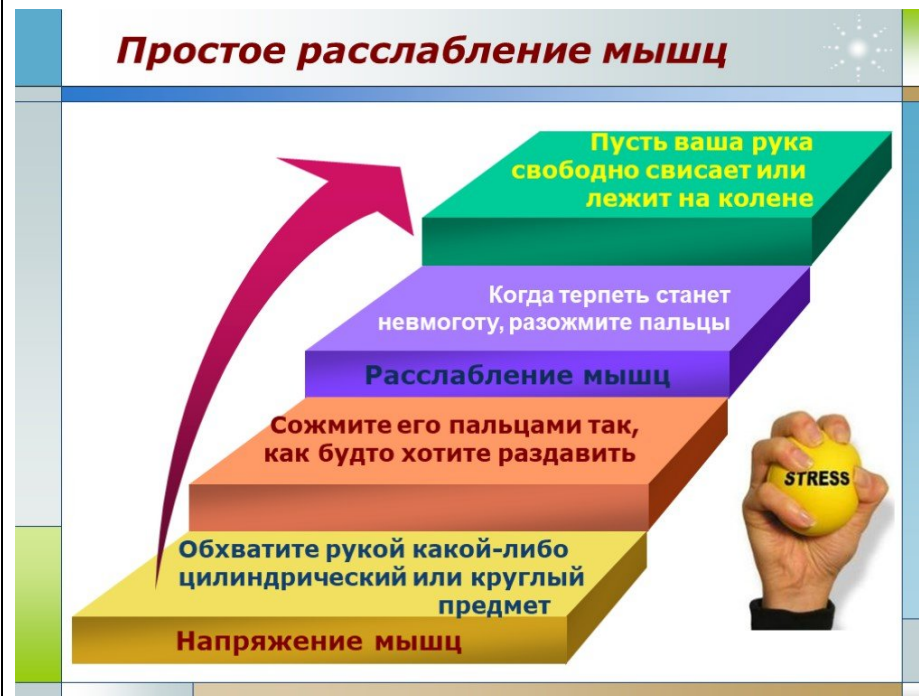 Простое расслабление мышц
Пусть ваша рука
свободно свисает или
лежит на колене
Когда терпеть станет
невмоготу, разожмите пальцы
Расслабление мышц
Сожмите его пальцами так,
как будто хотите раздавить
STRESS
Обхватите рукой какой-либо
цилиндрический или круглый
предмет
Напряжение мышц